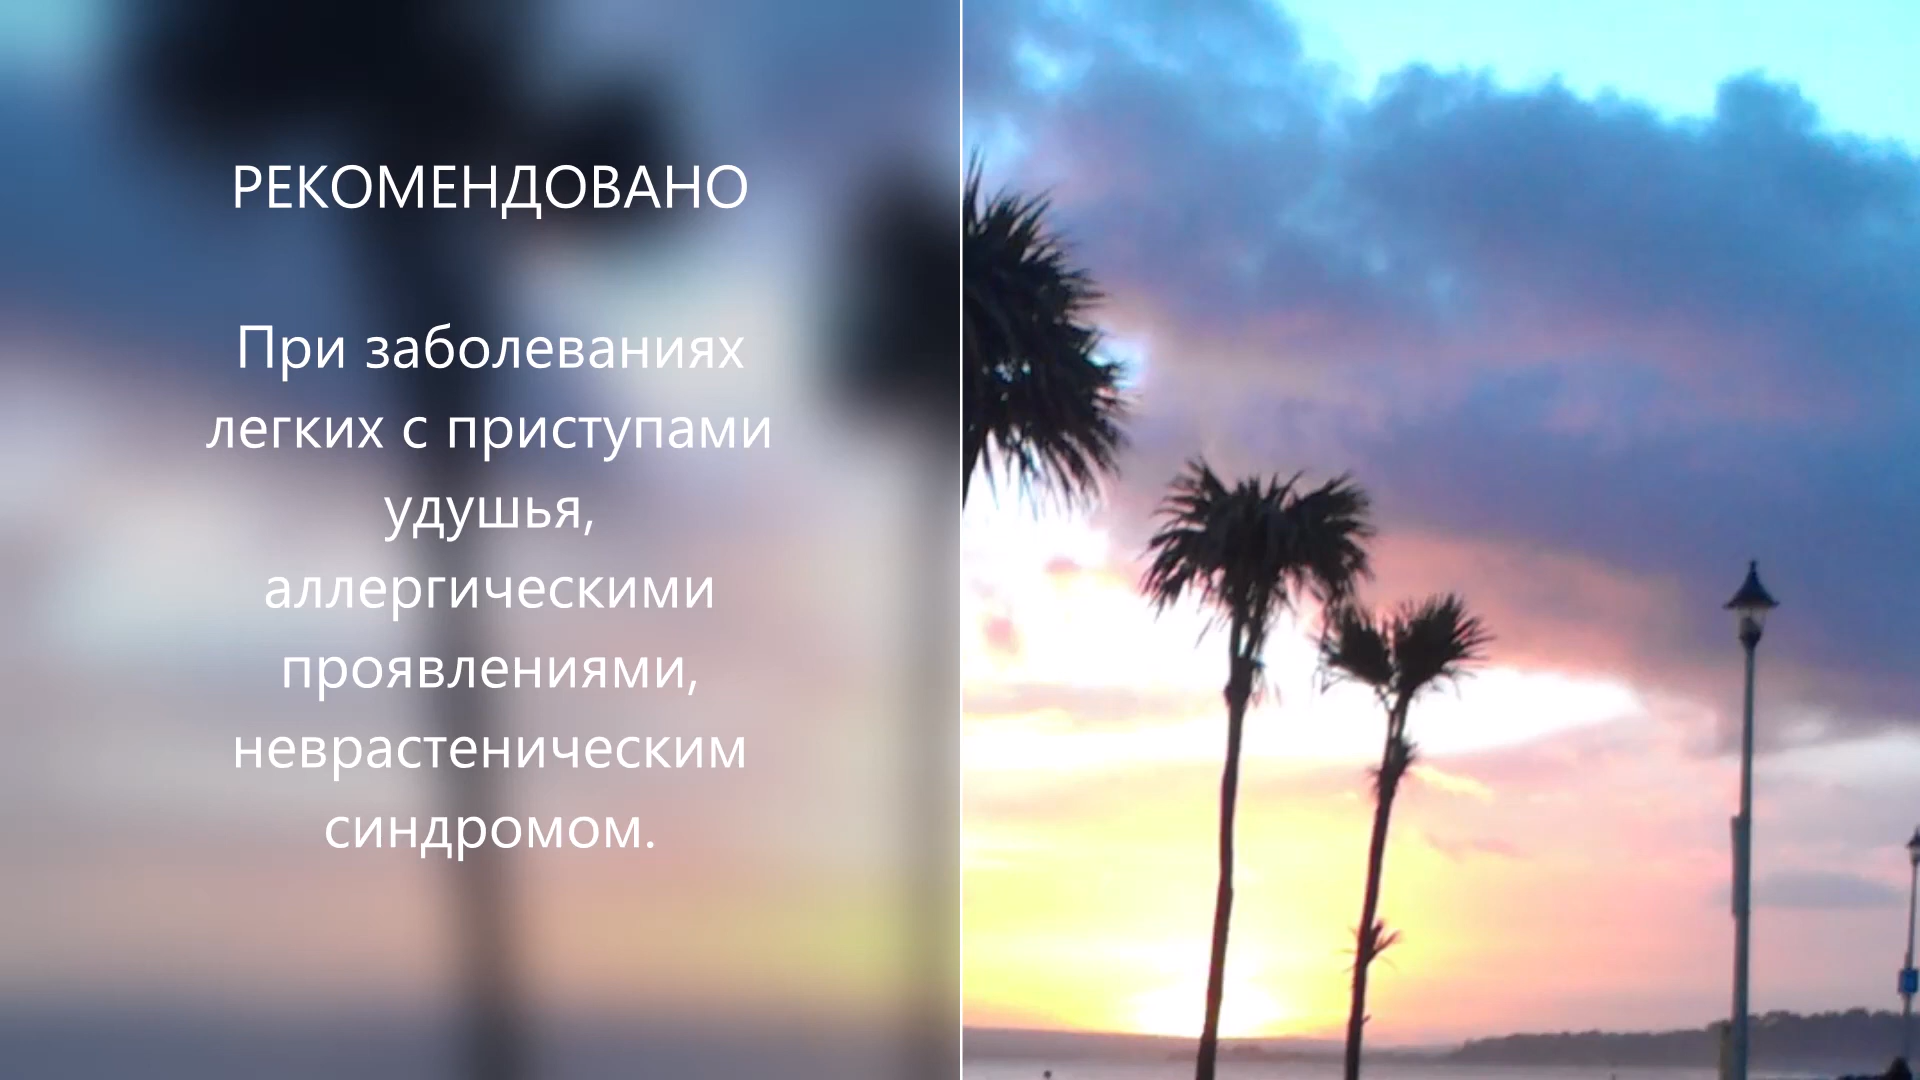 РЕКОМЕНДОВАНО
При заболеваниях
легких с приступами
удушья,
аллергическими
проявлениями,
неврастеническим
синдромом.